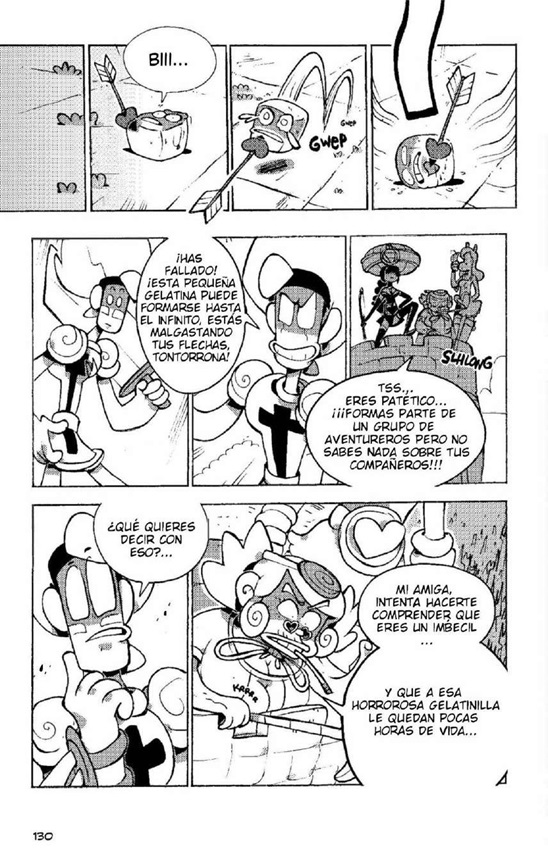 BIII...
GWEP
GWEP
¡HAS
FALLADO!
¡ESTA PEQUEÑA
GELATINA PUEDE
FORMARSE HASTA
EL INFINITO, ESTÁS
MALGASTANDO
TUS FLECHAS,
TONTORRONA!
SHLONG
TSS...
ERES PATÉTICO...
¡¡¡FORMAS PARTE DE
UN GRUPO DE
AVENTUREROS PERO NO
SABES NADA SOBRE TUS
COMPAÑEROS!!!
¿QUÉ QUIERES
DECIR CON
ESO?...
KRRRR
MI AMIGA,
INTENTA HACERTE
COMPRENDER QUE
ERES UN IMBÉCIL
...
Y QUE A ESA
HORROROSA GELATINILLA
LE QUEDAN POCAS
HORAS DE VIDA...
130